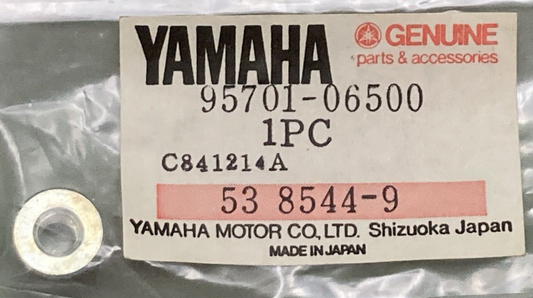 YAMAHA
GENUINE
parts & accessories
95701-06500
1PC
C841214A
53 8544-9
YAMAHA MOTOR CO., LTD. Shizuoka Japan
MADE IN JAPAN